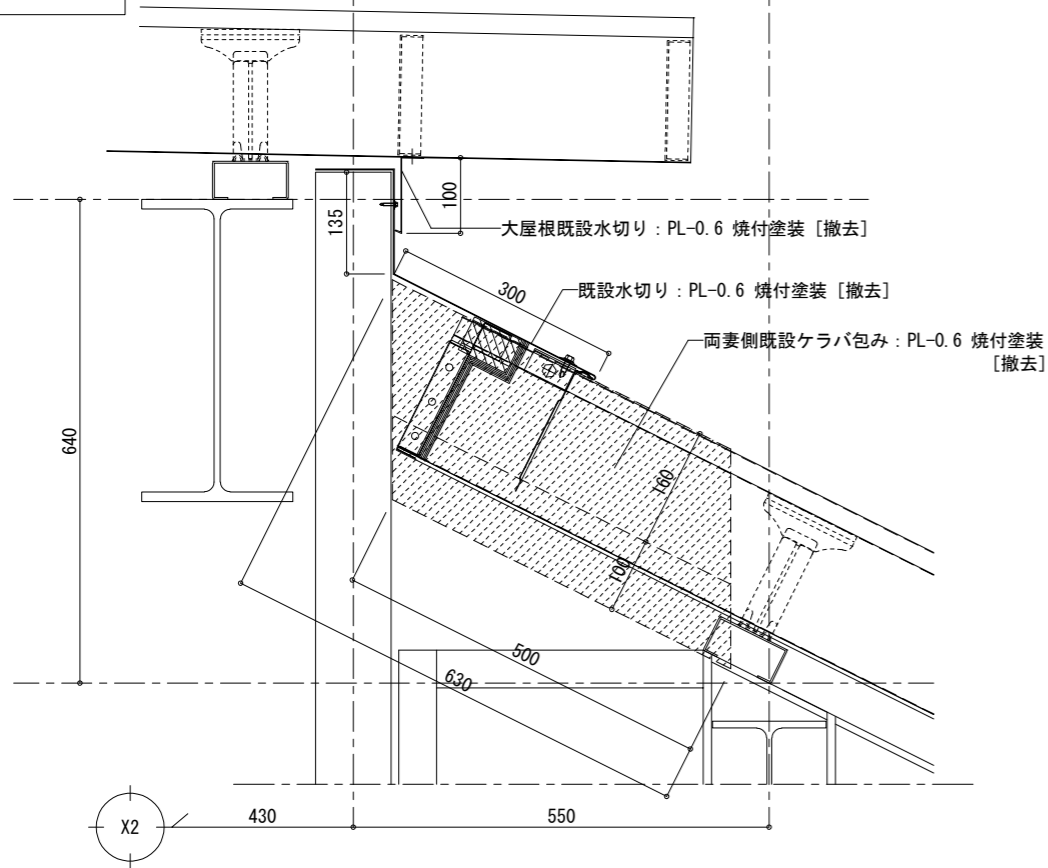 100
135
大屋根既設水切り：PL-0.6 焼付塗装 [撤去]
300
既設水切り：PL-0.6 焼付塗装 [撤去]
両妻側既設ケラバ包み：PL-0.6 焼付塗装
[撤去]
640
160
100
500
630
X2
430
550